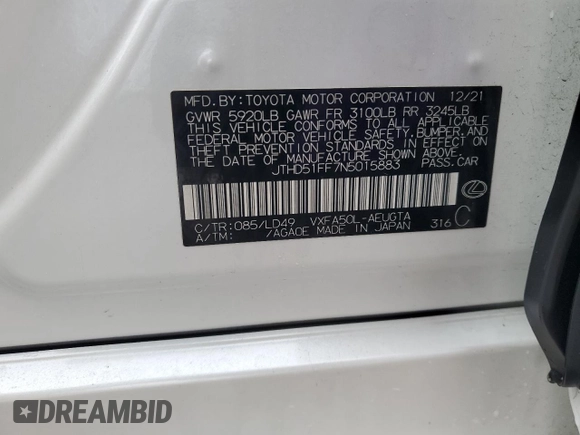 MFD. BY: TOYOTA MOTOR CORPORATION 12/21
GVWR 5920LB GAWR FR 3100LB RR 3245LB
THIS VEHICLE CONFORMS TO ALL APPLICABLE
FEDERAL MOTOR VEHICLE SAFETY, BUMPER, AND
THEFT PREVENTION STANDARDS IN EFFECT ON
THE DATE OF MANUFACTURE SHOWN ABOVE.
JTHD51FF7N5015883 PASS.CAR
C/TR: 085/LD49 VXFA50L-AEUGTA
A/TM: /AGA0E MADE IN JAPAN 316 C
DREAMBID